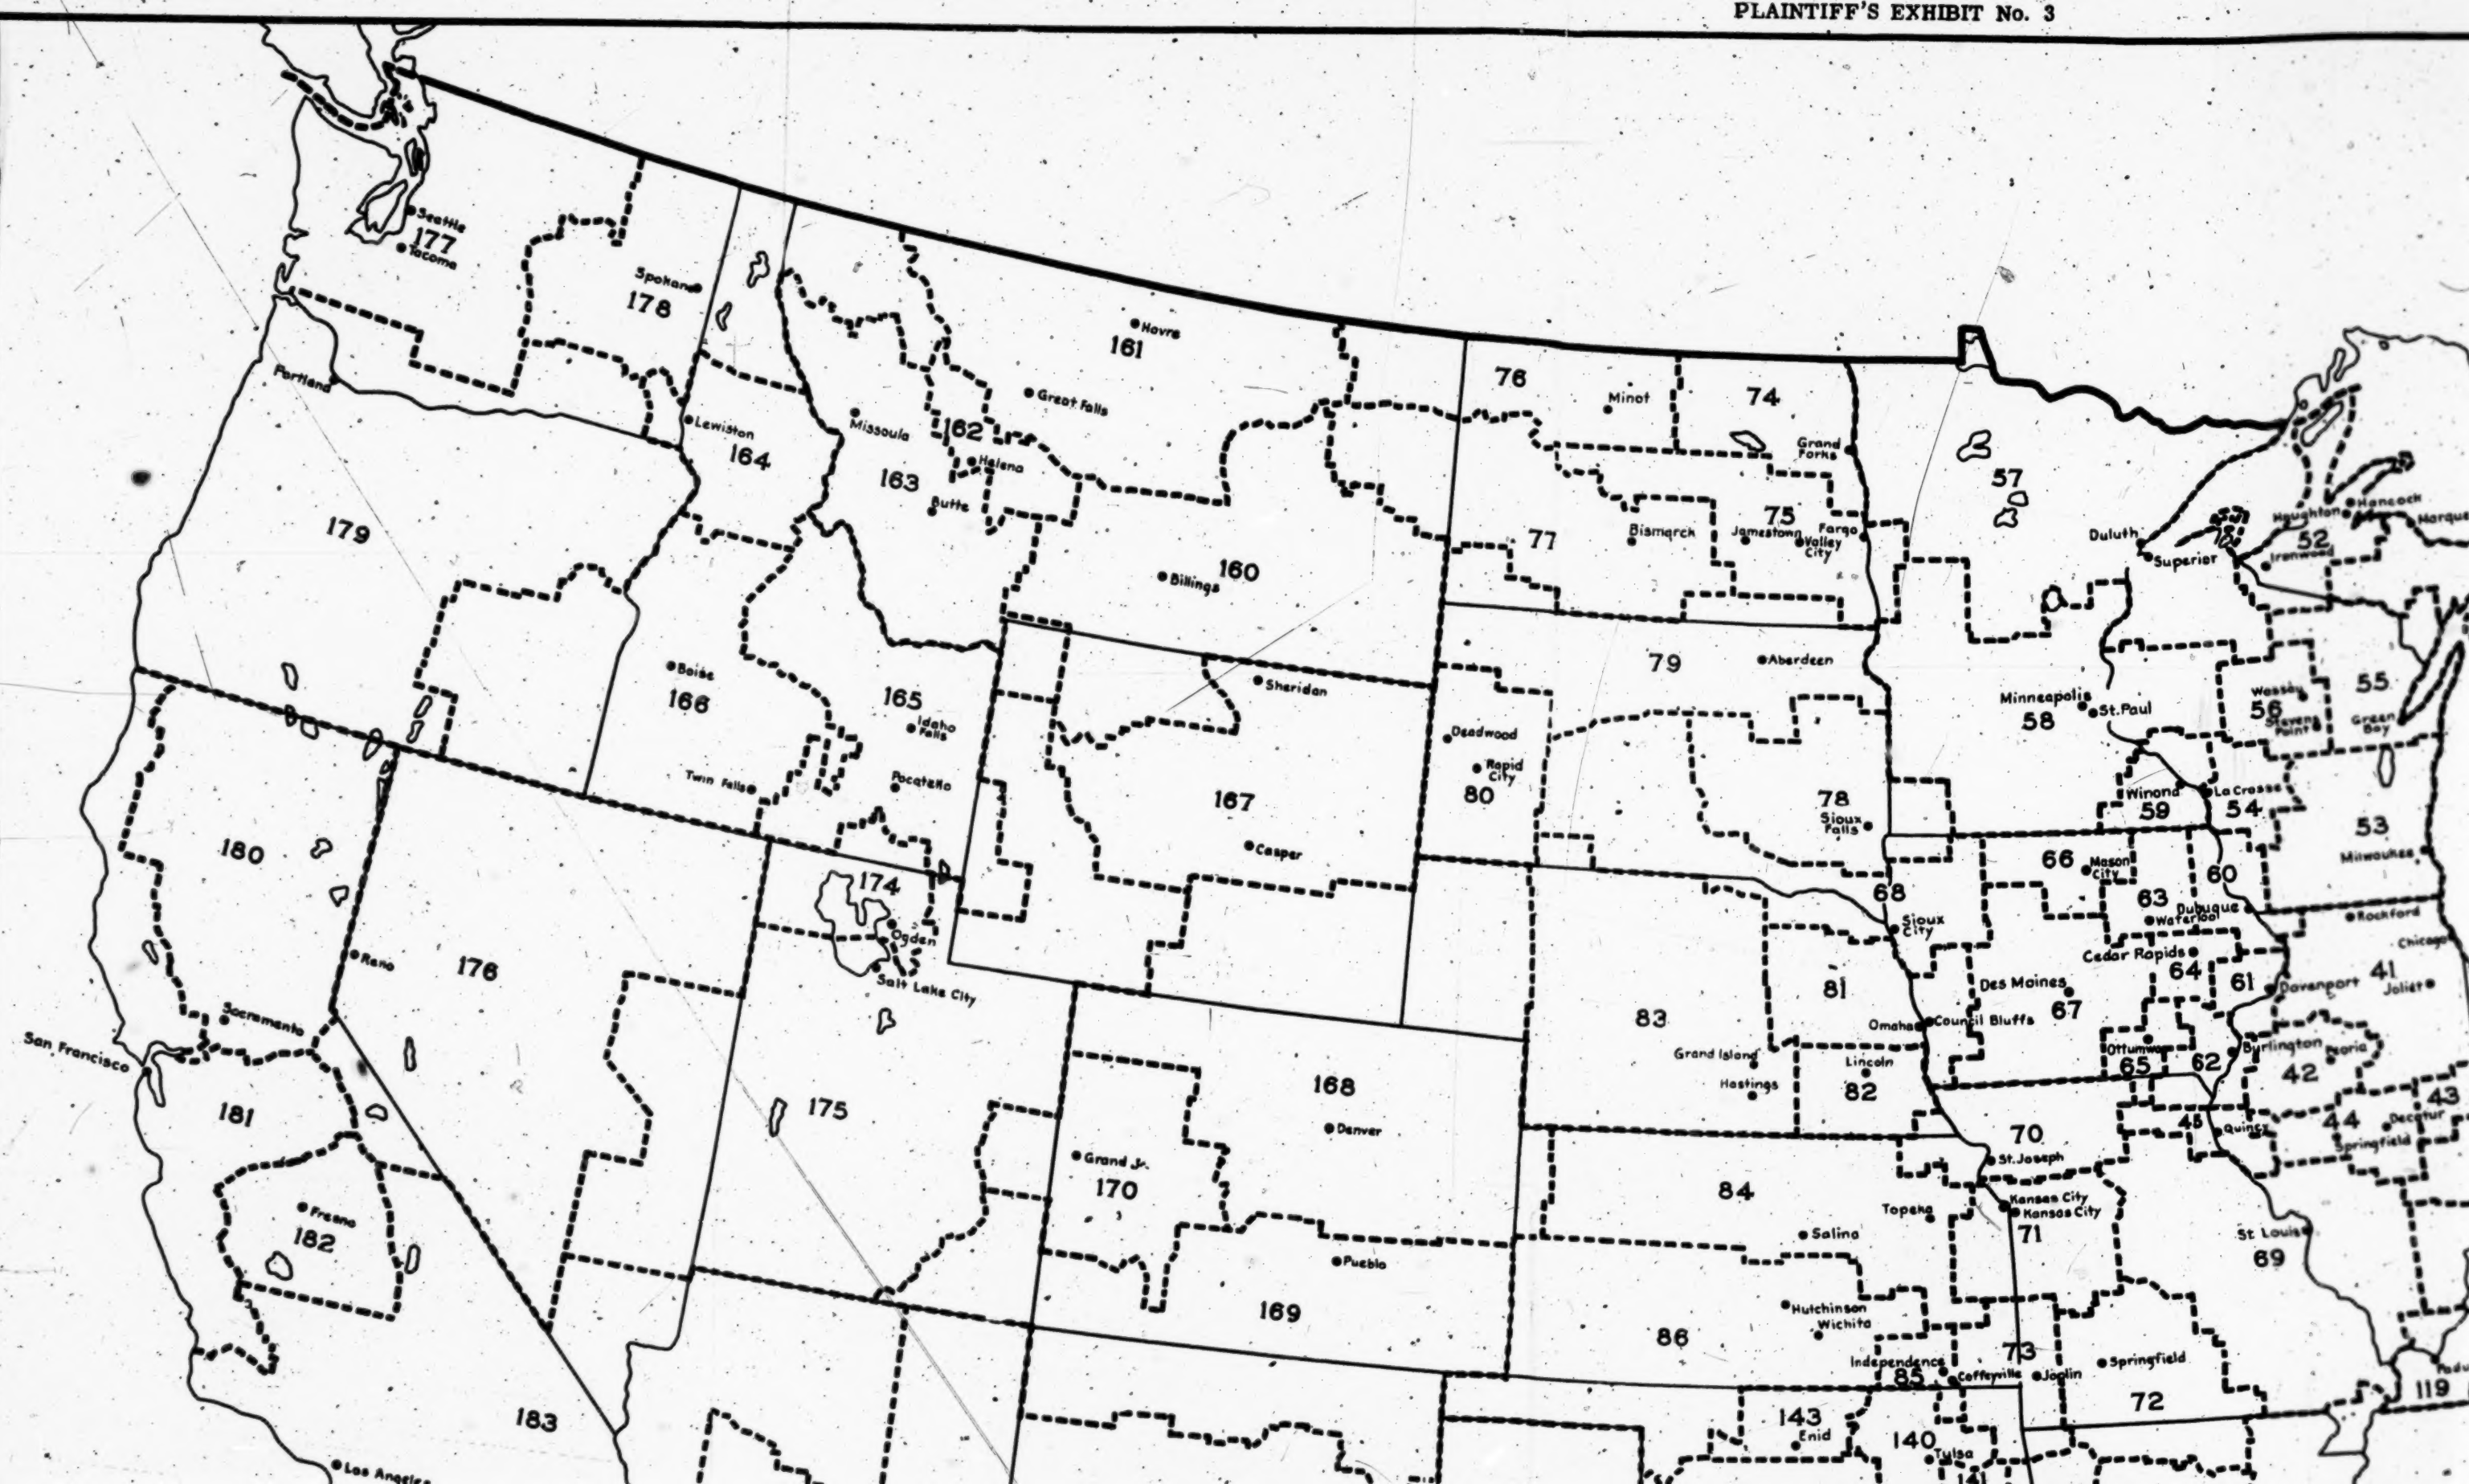 PLAINTIFF'S EXHIBIT No. 3
Seattle
177
Tacoma
Spokane
178
Portland
Lewiston
164
179
Havre
161
Great Falls
Missoula
162
Helena
163
Butte
160
Billings
76
Minot
74
Grand
Forks
77
Bismarck
75
Jamestown
Fargo
Valley
City
57
Duluth
Superior
Hancock
Houghton
52
Ironwood
Boise
166
165
Idaho
Falls
Twin Falls
Pocatello
Sheridan
167
Casper
79
Aberdeen
Deadwood
Rapid
City
80
78
Sioux
Falls
Minneapolis
58
St. Paul
Wassau
56
Stevens
Point
55
Green
Bay
Winona
59
La Crosse
54
53
Milwaukee
180
176
Reno
174
Ogden
Salt Lake City
Sacramento
San Francisco
181
175
Fresno
182
183
Los Angeles
168
Denver
Grand Jr.
170
Pueblo
169
68
Sioux
City
66
Mason
City
63
Waterloo
60
Dubuque
Rockford
Chicago
Cedar Rapids
64
61
Davenport
41
Joliet
81
Des Moines
67
83
Omaha
Council Bluffs
Grand Island
Lincoln
82
Hastings
Ottumwa
65
62
Burlington
Peoria
42
43
44
Decatur
Springfield
45
Quincy
70
St. Joseph
84
Topeka
Kansas City
Kansas City
71
Salina
St Louis
69
Hutchinson
Wichita
86
Independence
85
Coffeyville
73
Joplin
Springfield
72
119
143
Enid
140
Tulsa
141